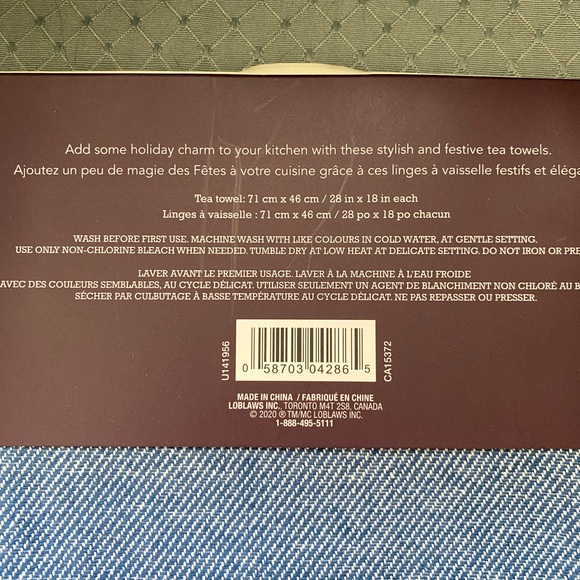 Add some holiday charm to your kitchen with these stylish and festive tea towels.
Ajoutez un peu de magie des Fêtes à votre cuisine grâce à ces linges à vaisselle festifs et
Tea towel: 71 cm x 46 cm / 28 in x 18 in each
Linges à vaisselle : 71 cm x 46 cm / 28 po x 18 po chacun
WASH BEFORE FIRST USE. MACHINE WASH WITH LIKE COLOURS IN COLD WATER, AT GENTLE SETTING.
USE ONLY NON-CHLORINE BLEACH WHEN NEEDED. TUMBLE DRY AT LOW HEAT AT DELICATE SETTING. DO NOT IRON OR
LAVER AVANT LE PREMIER USAGE. LAVER À LA MACHINE À L'EAU FROIDE
AVEC DES COULEURS SEMBLABLES, AU CYCLE DÉLICAT. UTILISER SEULEMENT UN AGENT DE BLANCHIMENT NON CHLORÉ AU
SÉCHER PAR CULBUTAGE À BASSE TEMPÉRATURE AU CYCLE DÉLICAT. NE PAS REPASSER OU PRESSER.
U141956
0 58703 04286 5
CA15372
MADE IN CHINA / FABRIQUÉ EN CHINE
LOBLAWS INC., TORONTO M4T 2S8, CANADA
© 2020 ® TM/MC LOBLAWS INC.
1-888-495-5111